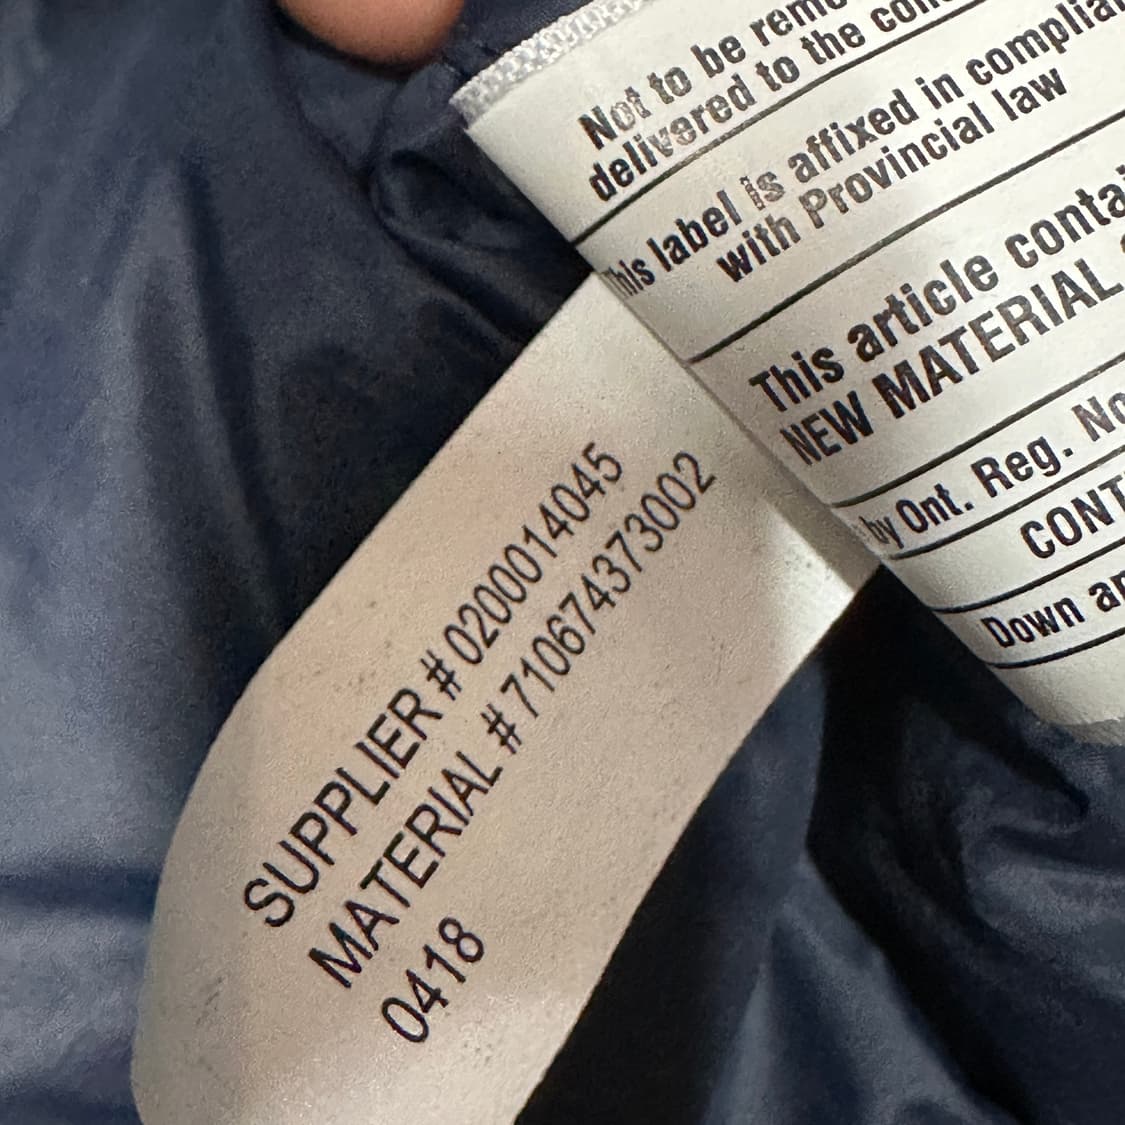 Not to be
delivered to the
This label is affixed in
with Provincial law
This article
NEW MATERIAL
by Ont. Reg. No
Down
SUPPLIER # 0200014045
MATERIAL # 710674373002
0418